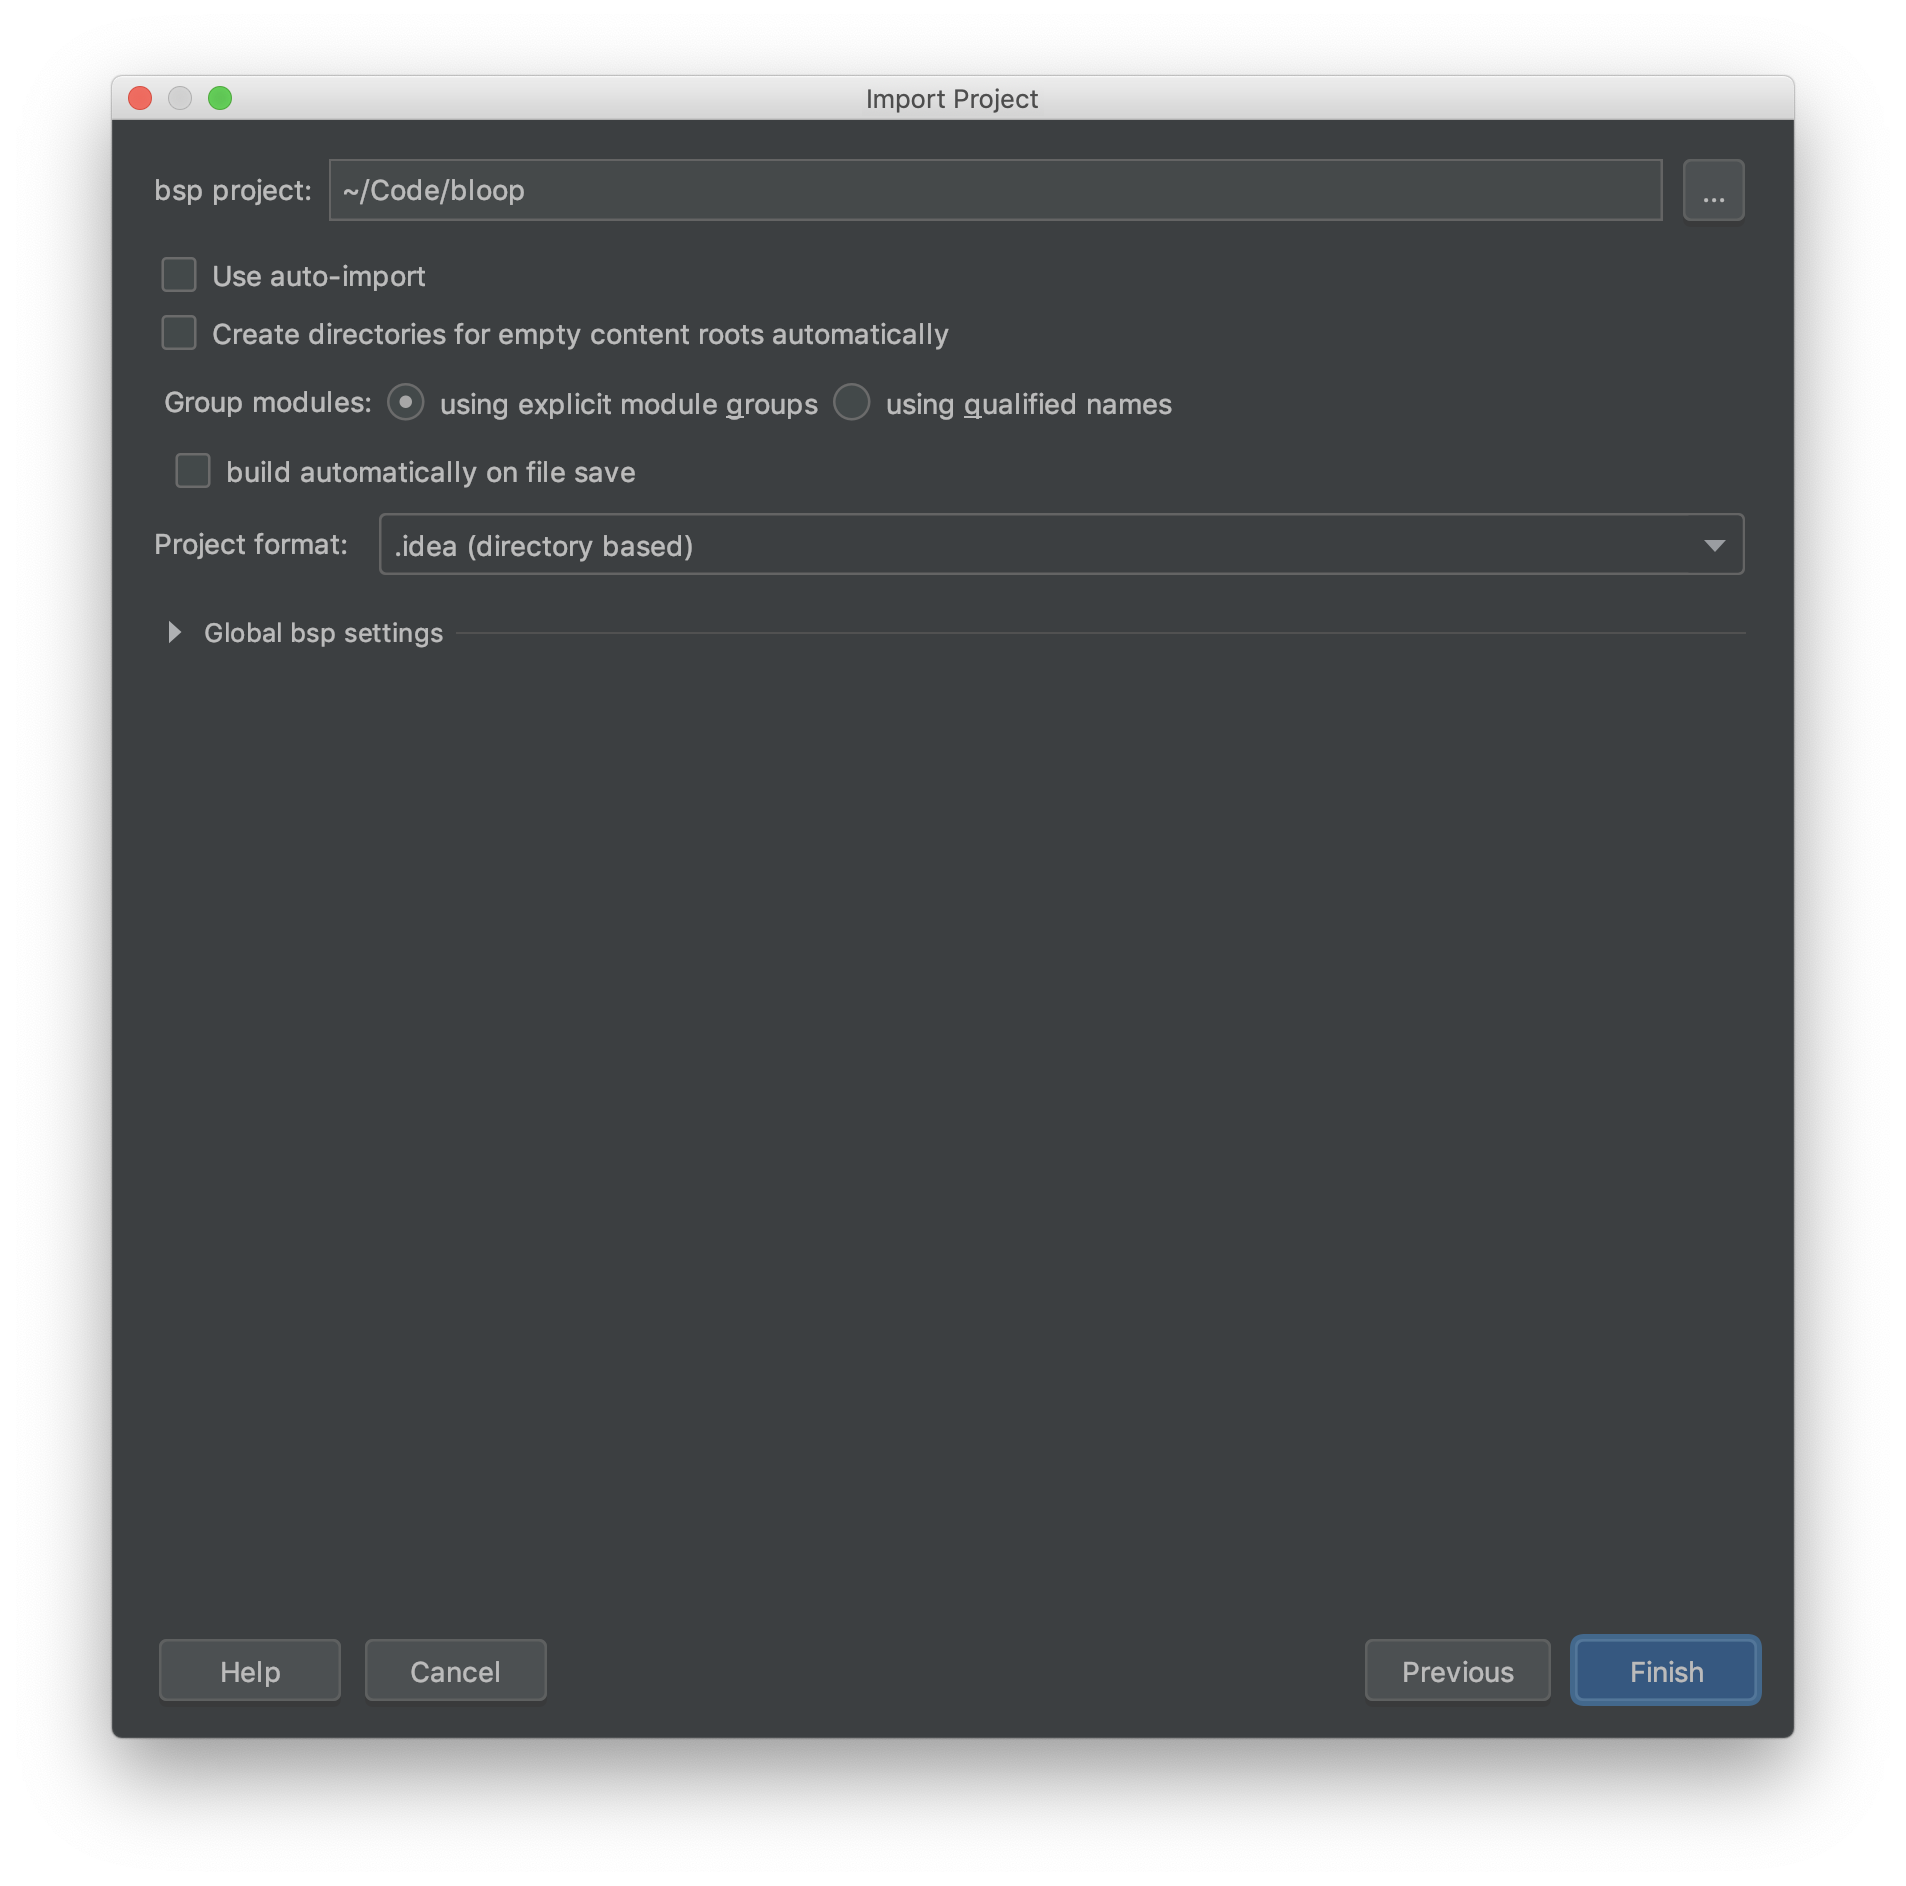 Import Project
bsp project: ~/Code/bloop ...
Use auto-import
Create directories for empty content roots automatically
Group modules: using explicit module groups using qualified names
build automatically on file save
Project format: .idea (directory based)
Global bsp settings
Help Cancel Previous Finish